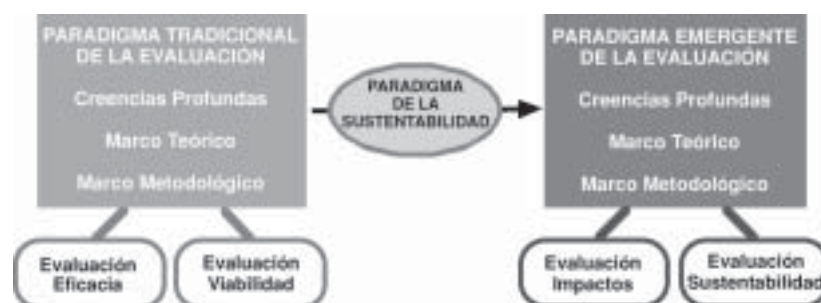 PARADIGMA TRADICIONAL
DE LA EVALUACIÓN
Creencias Profundas
Marco Teórico
Marco Metodológico
Evaluación
Eficacia
Evaluación
Viabilidad
PARADIGMA
DE LA
SUSTENTABILIDAD
PARADIGMA EMERGENTE
DE LA EVALUACIÓN
Creencias Profundas
Marco Teórico
Marco Metodológico
Evaluación
Impactos
Evaluación
Sustentabilidad